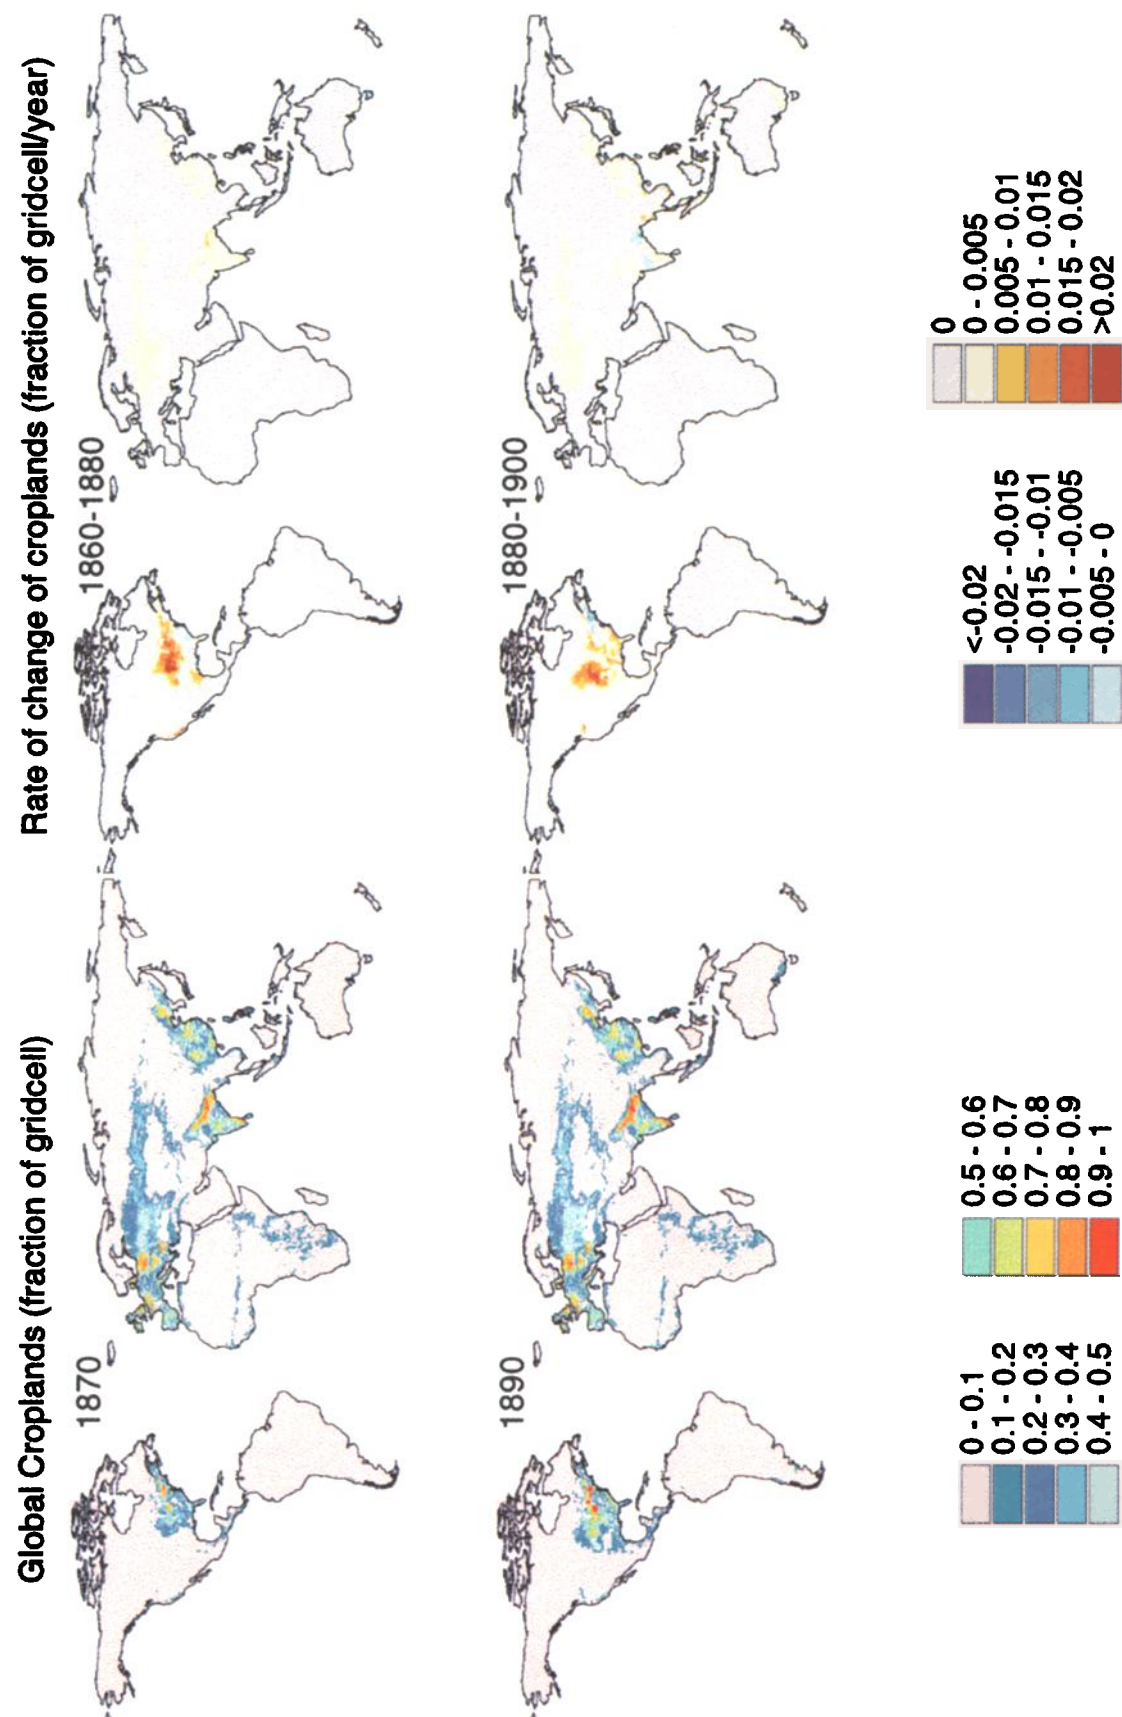 Global Croplands (fraction of gridcell)
Rate of change of croplands (fraction of gridcell/year)
1870
1860-1880
1890
1880-1900
0 - 0.1
0.1 - 0.2
0.2 - 0.3
0.3 - 0.4
0.4 - 0.5
0.5 - 0.6
0.6 - 0.7
0.7 - 0.8
0.8 - 0.9
0.9 - 1
<-0.02
-0.02 - -0.015
-0.015 - -0.01
-0.01 - -0.005
-0.005 - 0
0
0 - 0.005
0.005 - 0.01
0.01 - 0.015
0.015 - 0.02
>0.02